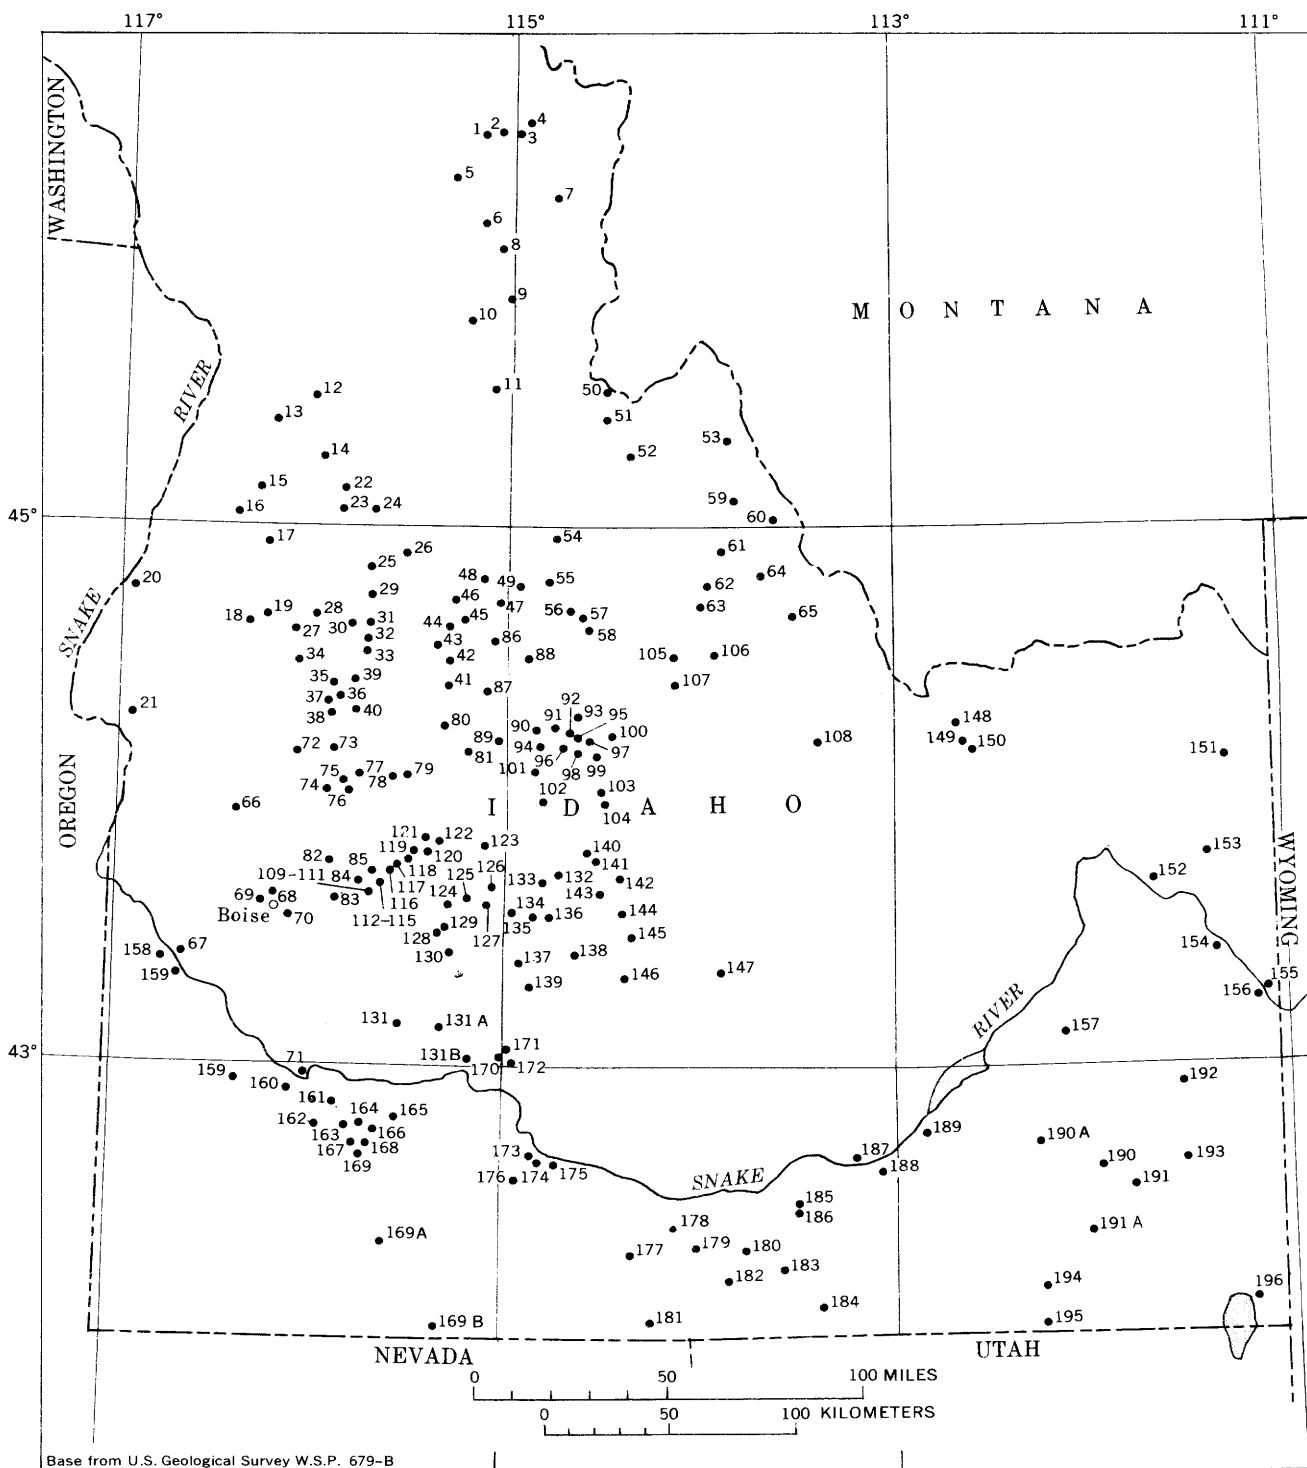 117° 115° 113° 111°
WASHINGTON
1 2 4
3
5
7
6
8
9
10
M O N T A N A
RIVER
12 11 50
13 51
14 53
52
15 22
16 23 24 59
60
45°
17 54
26 61
25
20 48 49 55 64
29 46 62
47
18 19 28 31 45 56 57 63 65
27 30 44
32 58
SNAKE
43 86
33
34 42 88 105 106
35 39
41 107
37 36 87
21 38 40
92
93
80 90 91 95 148
72 73 89 94 100 108 149 150
81 96 97 151
75 77 79 101 98 99
74 78
76 102 103
66 I D A H O
104
OREGON
121 122 123 140 153
82 119 120 141
85 118 126 WYOMING
109-111 84 125 133 132 142 152
117
69 68 83 124 143
116
Boise 70 112-115 134 136 144
129 127 135
128 145
158 67 130 137 138 154
159 139 146 147 155
156
RIVER
131 131A 157
43° 71 131B 171
170 172
159 192
160
161 164 165
162 163 166 189 190A
167 168 173 187 193
169 176 174 175 188 190
SNAKE 191
185
186
178 191A
169A
177 179 180
183
182 194
184 196
169B 181 195
NEVADA UTAH
0 50 100 MILES
0 50 100 KILOMETERS
Base from U.S. Geological Survey W.S.P. 679-B